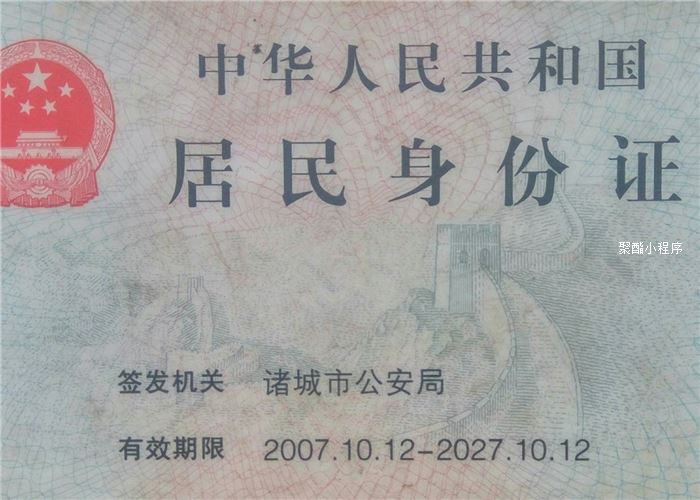 中华人民共和国
居民身份证
聚酯小程序
签发机关 诸城市公安局
有效期限 2007.10.12-2027.10.12